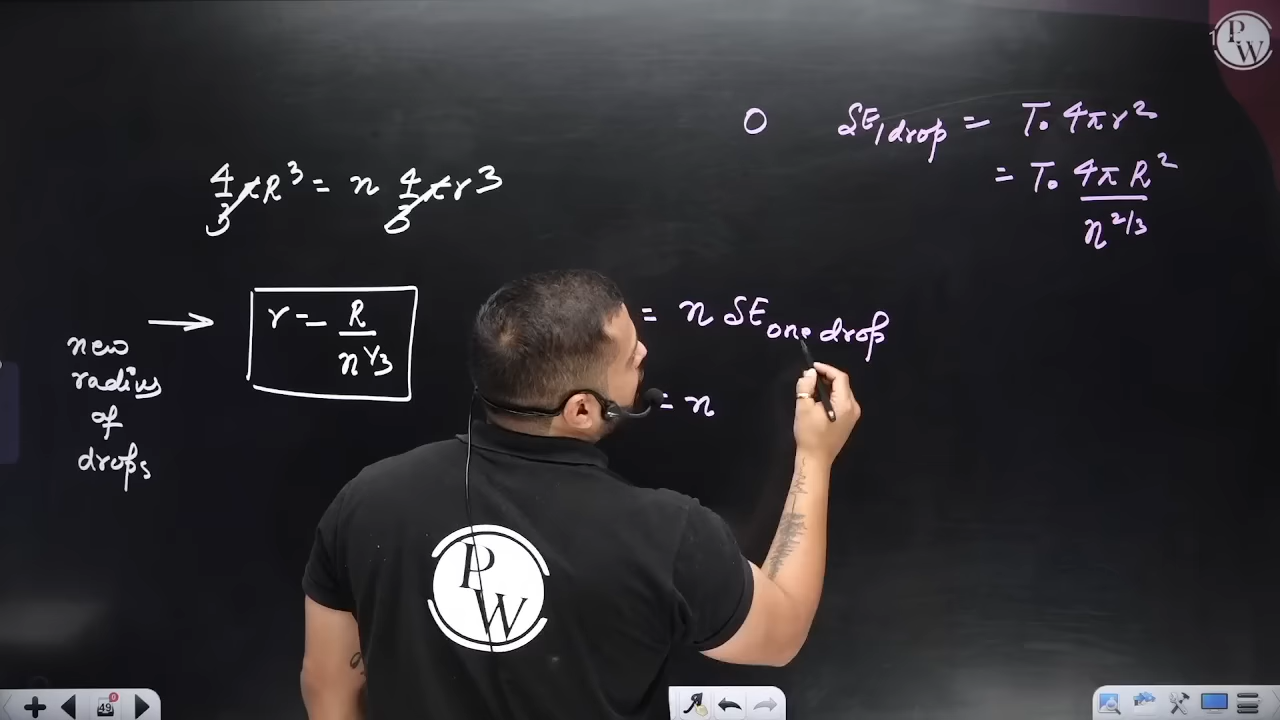 PW
O SE/drop = T. 4πr²
= T. 4πR² / n^2/3
4/3 πR³ = n 4/3 πr3
= n SE one drop
r = R / n^1/3
new
radius
of
drops
= n
PW
49